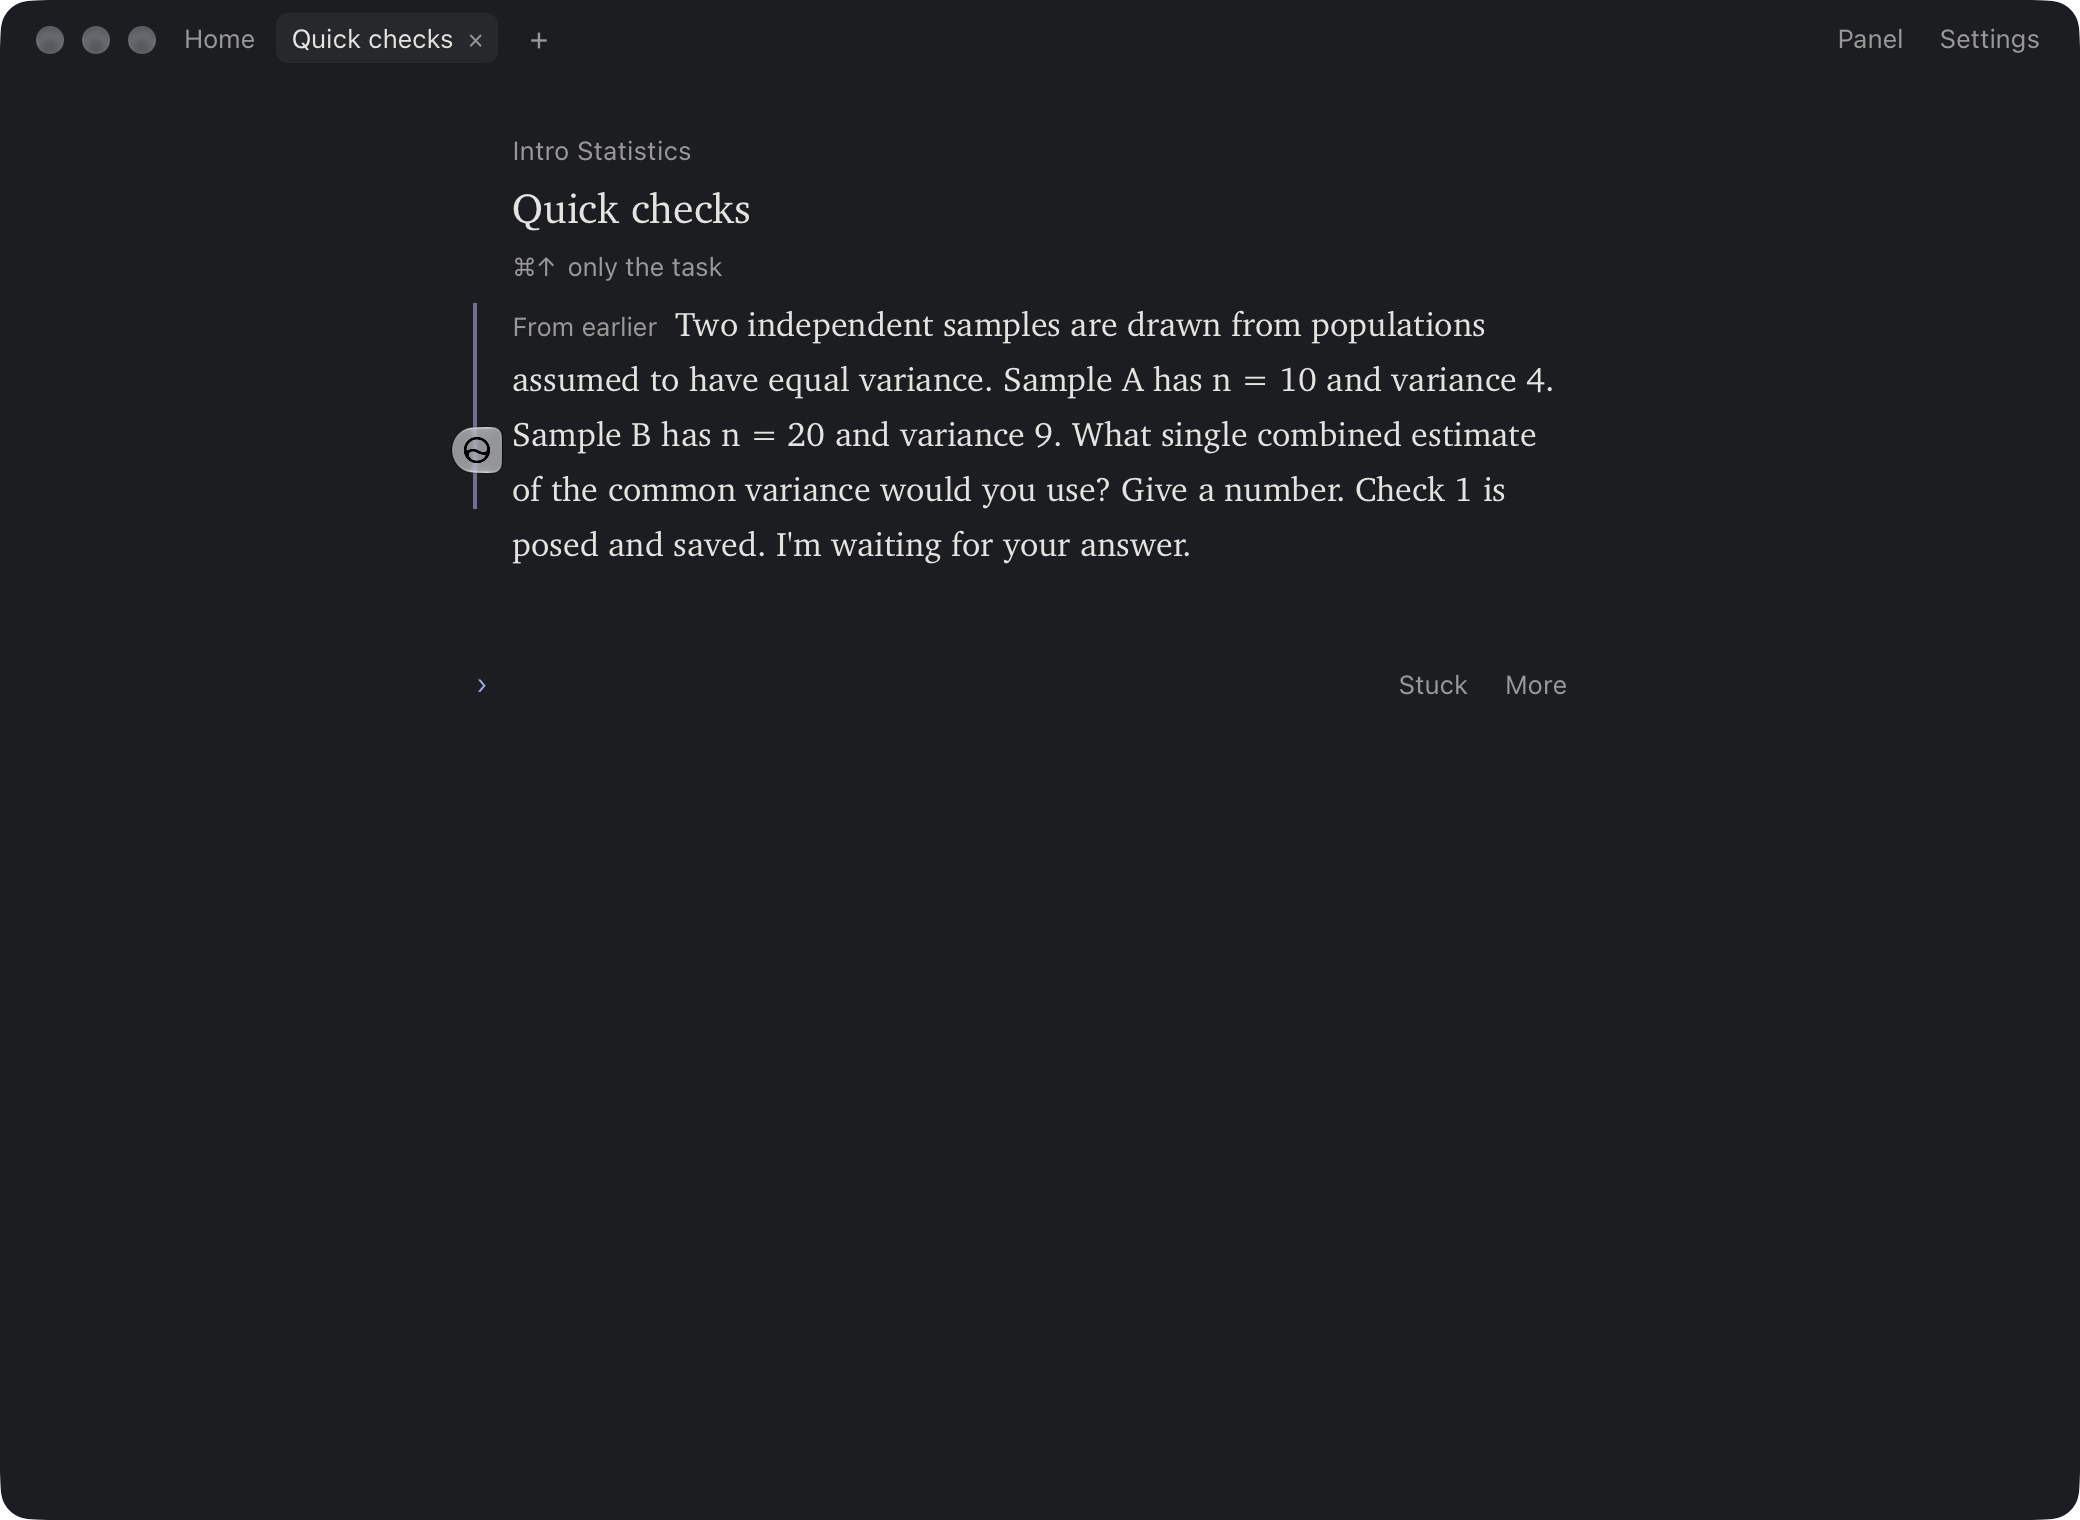 Home
Quick checks ×
+
Panel
Settings
Intro Statistics
Quick checks
⌘↑ only the task
From earlier Two independent samples are drawn from populations
assumed to have equal variance. Sample A has n = 10 and variance 4.
Sample B has n = 20 and variance 9. What single combined estimate
of the common variance would you use? Give a number. Check 1 is
posed and saved. I'm waiting for your answer.
›
Stuck
More